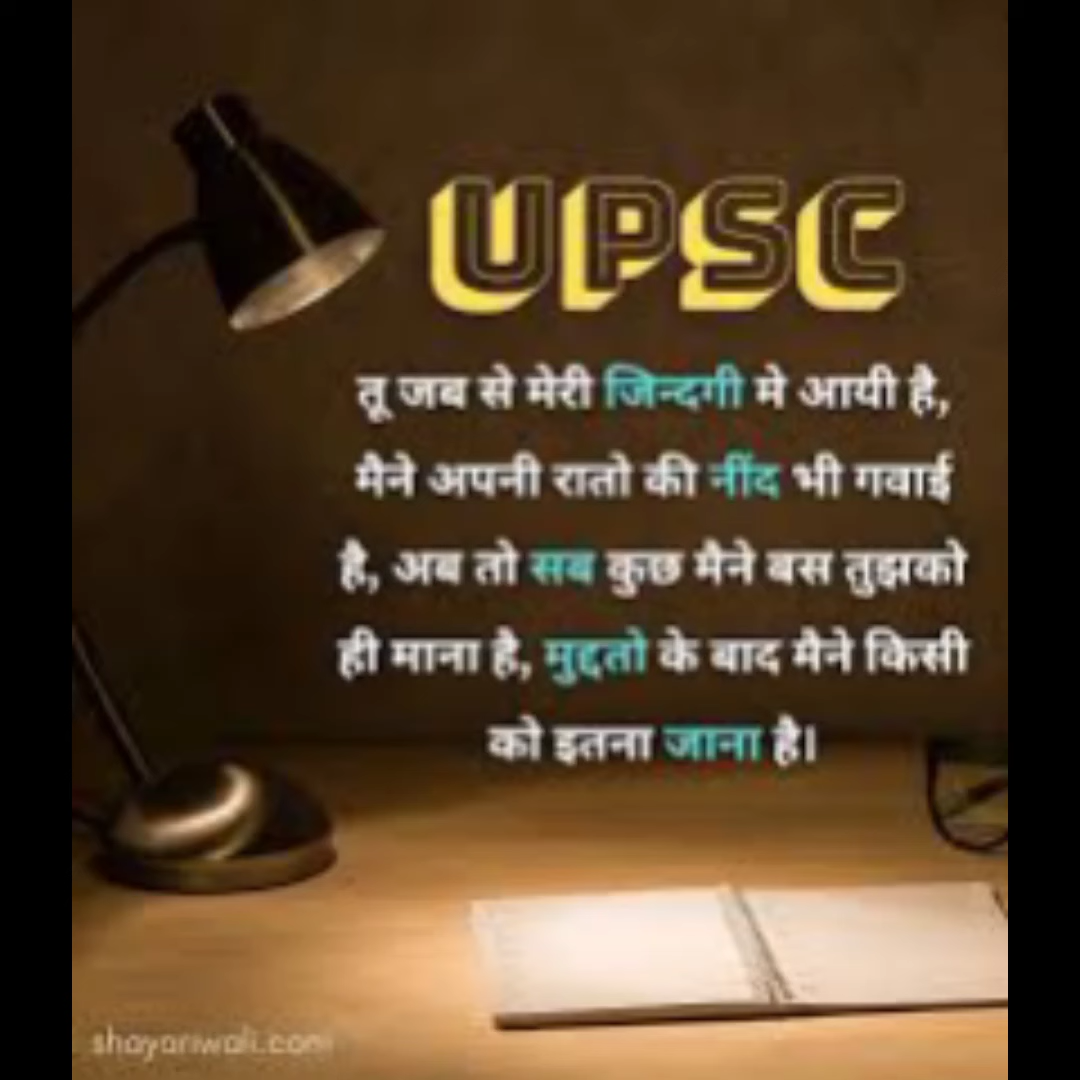 UPSC
तू जब से मेरी जिन्दगी मे आयी है,
मैने अपनी रातो की नींद भी गवाई
है, अब तो सब कुछ मैने बस तुझको
ही माना है, मुद्दतो के बाद मैने किसी
को इतना जाना है।
shayariwali.com